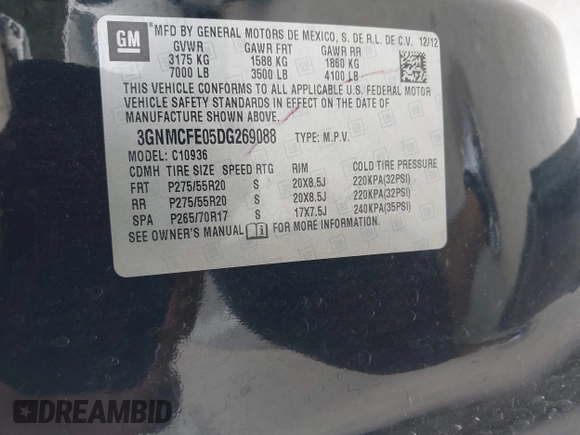 GM
MFD BY GENERAL MOTORS DE MEXICO, S. DE R.L. DE C.V. 12/12
GVWR GAWR FRT GAWR RR
3175 KG 1588 KG 1860 KG
7000 LB 3500 LB 4100 LB
THIS VEHICLE CONFORMS TO ALL APPLICABLE U.S. FEDERAL MOTOR
VEHICLE SAFETY STANDARDS IN EFFECT ON THE DATE OF
MANUFACTURE SHOWN ABOVE.
3GNMCFE05DG269088 TYPE: M.P.V.
MODEL: C10936
CDMH TIRE SIZE SPEED RTG RIM COLD TIRE PRESSURE
FRT P275/55R20 S 20X8.5J 220KPA(32PSI)
RR P275/55R20 S 20X8.5J 220KPA(32PSI)
SPA P265/70R17 S 17X7.5J 240KPA(35PSI)
SEE OWNER'S MANUAL i FOR MORE INFORMATION.
DREAMBID